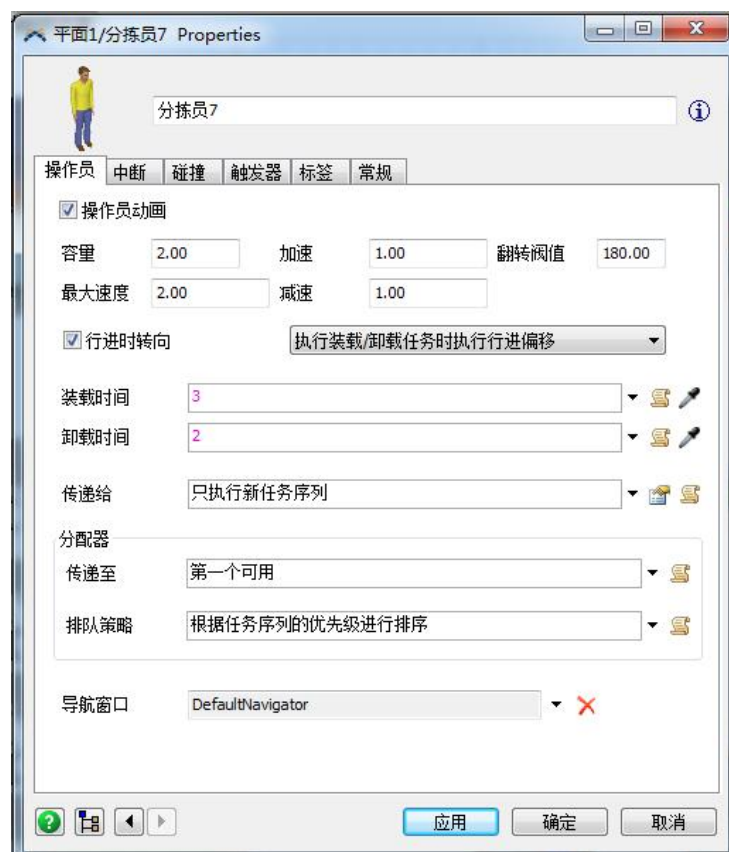 平面1/分拣员7 Properties
分拣员7
操作员 中断 碰撞 触发器 标签 常规
操作员动画
容量 2.00 加速 1.00 翻转阀值 180.00
最大速度 2.00 减速 1.00
行进时转向 执行装载/卸载任务时执行行进偏移
装载时间 3
卸载时间 2
传递给 只执行新任务序列
分配器
传递至 第一个可用
排队策略 根据任务序列的优先级进行排序
导航窗口 DefaultNavigator
应用 确定 取消